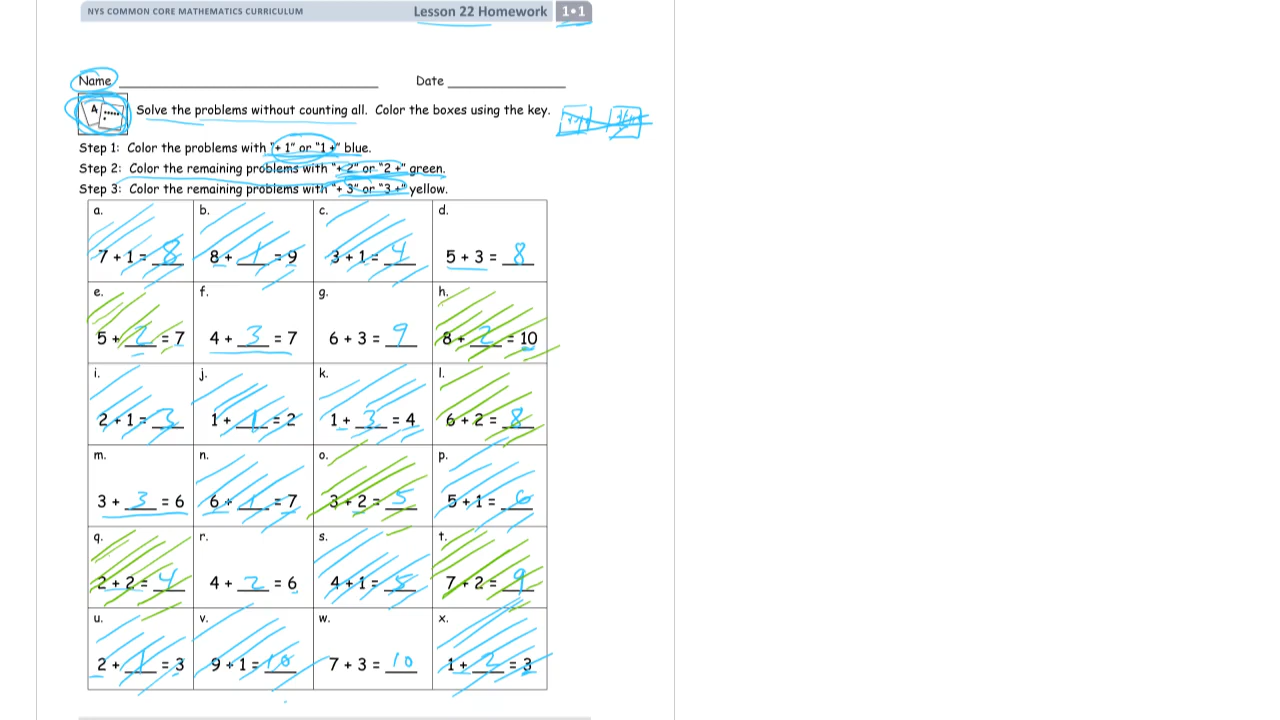 NYS COMMON CORE MATHEMATICS CURRICULUM Lesson 22 Homework 1•1
Name Date
Solve the problems without counting all. Color the boxes using the key.
Step 1: Color the problems with "+ 1" or "1 +" blue.
Step 2: Color the remaining problems with "+ 2" or "2 +" green.
Step 3: Color the remaining problems with "+ 3" or "3 +" yellow.
a. b. c. d.
7 + 1 = 8 8 + 1 = 9 3 + 1 = 4 5 + 3 = 8
e. f. g. h.
5 + 2 = 7 4 + 3 = 7 6 + 3 = 9 8 + 2 = 10
i. j. k. l.
2 + 1 = 3 1 + 1 = 2 1 + 3 = 4 6 + 2 = 8
m. n. o. p.
3 + 3 = 6 6 + 1 = 7 3 + 2 = 5 5 + 1 = 6
q. r. s. t.
2 + 2 = 4 4 + 2 = 6 4 + 1 = 5 7 + 2 = 9
u. v. w. x.
2 + 1 = 3 9 + 1 = 10 7 + 3 = 10 1 + 2 = 3